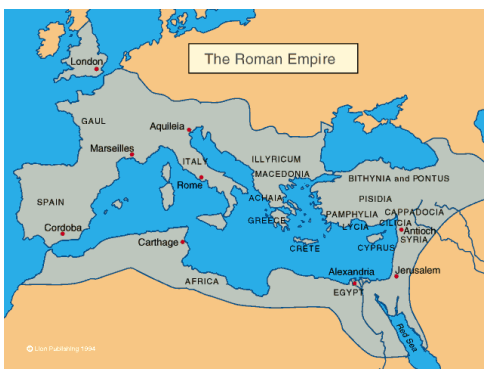 The Roman Empire
London
GAUL
Aquileia
Marseilles
ITALY
ILLYRICUM
MACEDONIA
BITHYNIA and PONTUS
Rome
SPAIN
ACHAIA
PISIDIA
GREECE
PAMPHYLIA
CAPPADOCIA
CILICIA
LYCIA
Antioch
Cordoba
Carthage
SYRIA
CRETE
CYPRUS
Alexandria
Jerusalem
AFRICA
EGYPT
Red Sea
© Lion Publishing 1994